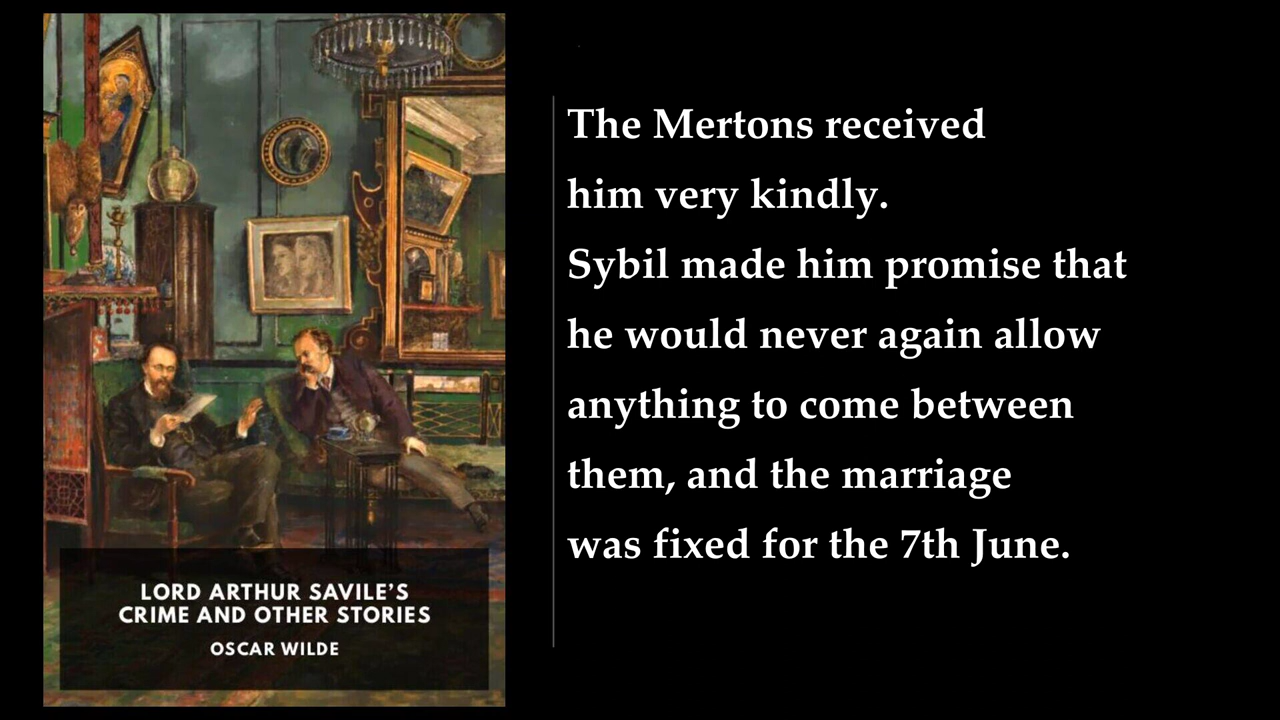 LORD ARTHUR SAVILE'S
CRIME AND OTHER STORIES
OSCAR WILDE
The Mertons received
him very kindly.
Sybil made him promise that
he would never again allow
anything to come between
them, and the marriage
was fixed for the 7th June.